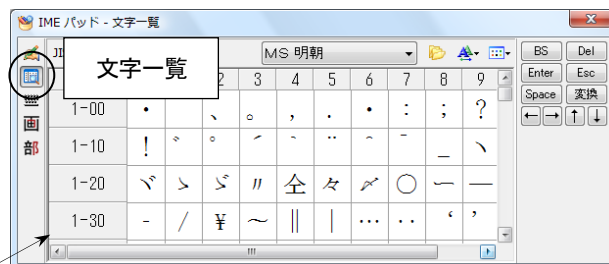 IME パッド - 文字一覧
文字一覧
MS 明朝
3 4 5 6 7 8 9
1-00 ・ 、 。 ， ． ・ ： ； ？
1-10 ！ ゛ ゜ ´ ｀ ¨ ＾ ￣ ＿ ヽ
1-20 ヾ ゝ ゞ 〃 仝 々 〆 〇 ー ―
1-30 ‐ ／ ￥ ～ ∥ ｜ … ‥ ‘ ’
画
部
BS Del
Enter Esc
Space 変換
← → ↑ ↓